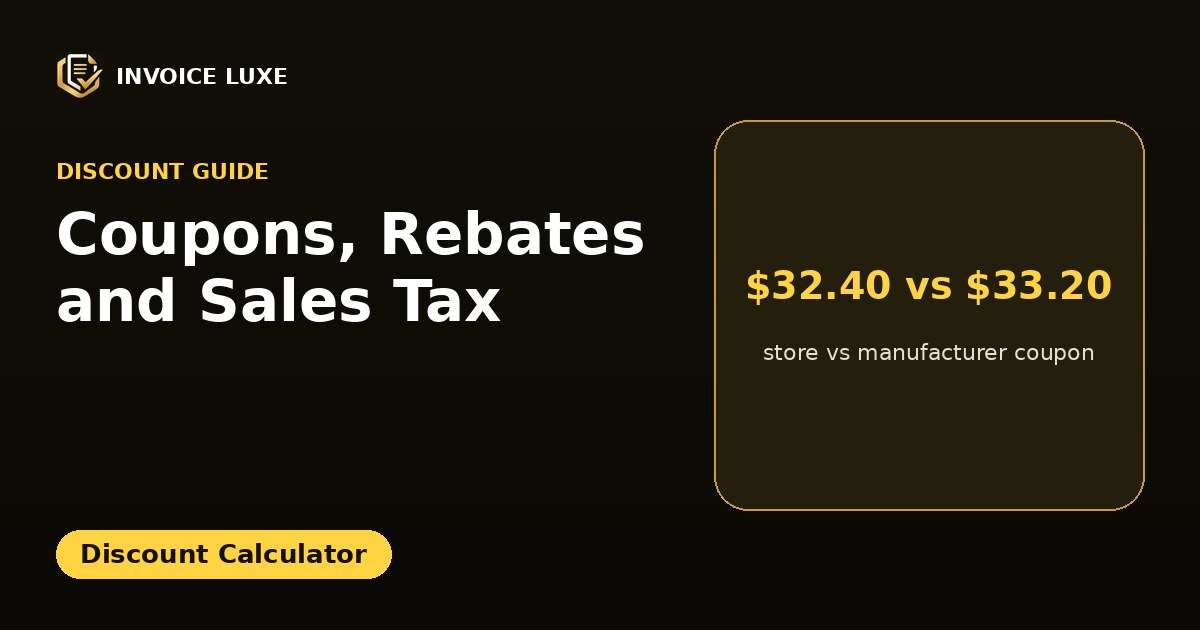 INVOICE LUXE
DISCOUNT GUIDE
Coupons, Rebates
and Sales Tax
$32.40 vs $33.20
store vs manufacturer coupon
Discount Calculator